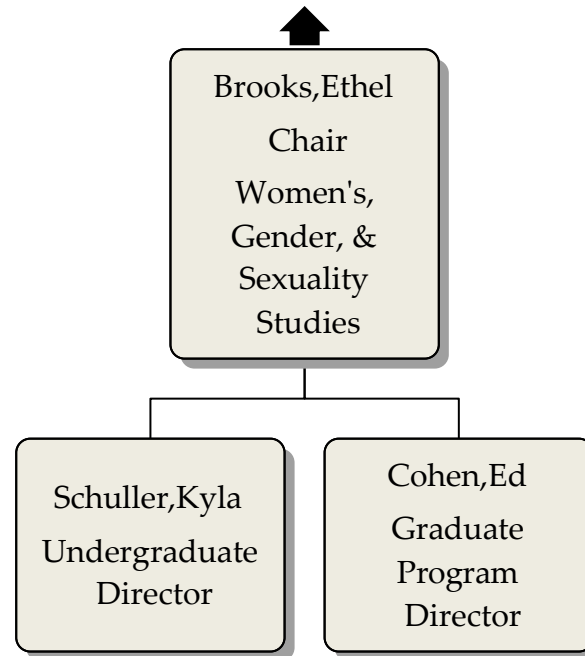 Brooks,Ethel
Chair
Women's,
Gender, &
Sexuality
Studies
Schuller,Kyla
Undergraduate
Director
Cohen,Ed
Graduate
Program
Director